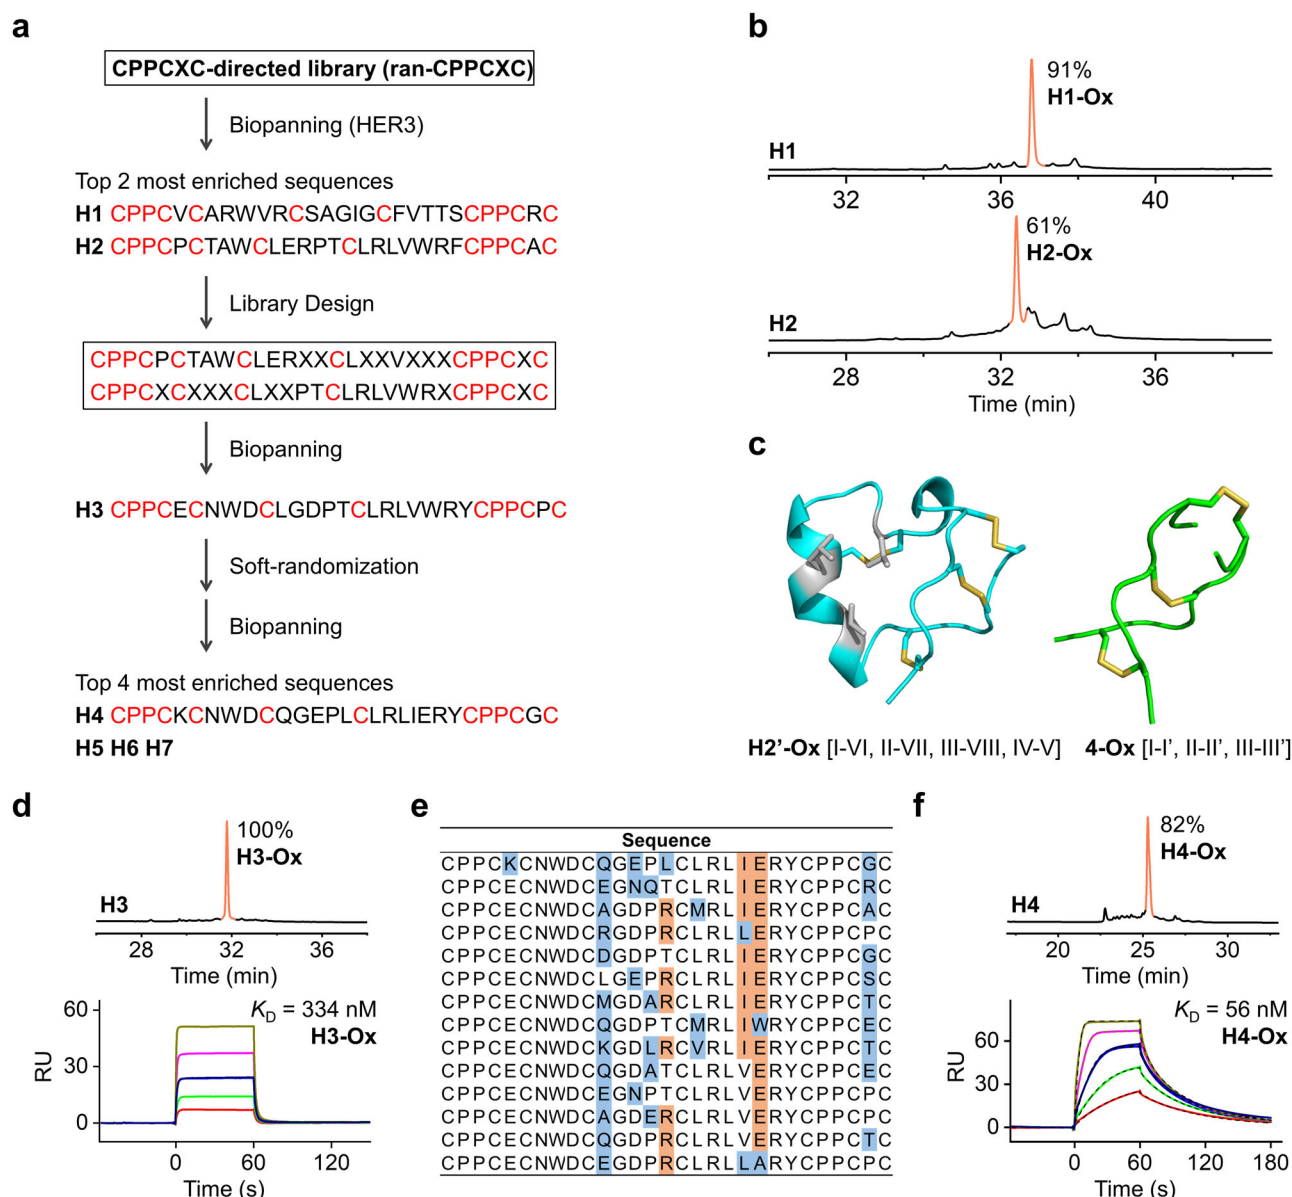 a
CPPCXC-directed library (ran-CPPCXC)
Biopanning (HER3)
Top 2 most enriched sequences
H1 CPPCVCARWVRCSAGIGCFVTTSCPPCRC
H2 CPPCPCTAWCLERPTCLRLVWRFCPPCAC
Library Design
CPPCPCTAWCLERXXCLXXVXXXCPPCXC
CPPCXCXXXCLXXPTCLRLVWRXCPPCXC
Biopanning
H3 CPPCECNWDCLGDPTCLRLVWRYCPPCPC
Soft-randomization
Biopanning
Top 4 most enriched sequences
H4 CPPCKCNWDCQGEPLCLRLIERYCPPCGC
H5 H6 H7
b
91%
H1-Ox
H1
32 36 40
61%
H2-Ox
H2
28 32 36
Time (min)
c
H2'-Ox [I-VI, II-VII, III-VIII, IV-V]
4-Ox [I-I', II-II', III-III']
d
100%
H3-Ox
H3
28 32 36
Time (min)
60
30
0
RU
KD = 334 nM
H3-Ox
0 60 120
Time (s)
e
Sequence
CPPCKCNWDCQGEPLCLRLIERYCPPCGC
CPPCECNWDCEGNQTCLRLIERYCPPCRC
CPPCECNWDCAGDPRCMRLIERYCPPCAC
CPPCECNWDCRGDPRCLRLLERYCPPCPC
CPPCECNWDCDGDPTCLRLIERYCPPCGC
CPPCECNWDCLGEPRCLRLIERYCPPCSC
CPPCECNWDCMGDARCLRLIERYCPPCTC
CPPCECNWDCQGDPTCMRLIWRYCPPCEC
CPPCECNWDCKGDLRCVRLIERYCPPCTC
CPPCECNWDCQGDATCLRLVERYCPPCEC
CPPCECNWDCEGNPTCLRLVERYCPPCPC
CPPCECNWDCAGDERCLRLVERYCPPCPC
CPPCECNWDCQGDPRCLRLVERYCPPCTC
CPPCECNWDCEGDPRCLRLLARYCPPCPC
f
82%
H4-Ox
H4
20 25 30
Time (min)
60
30
0
RU
KD = 56 nM
H4-Ox
0 60 120 180
Time (s)